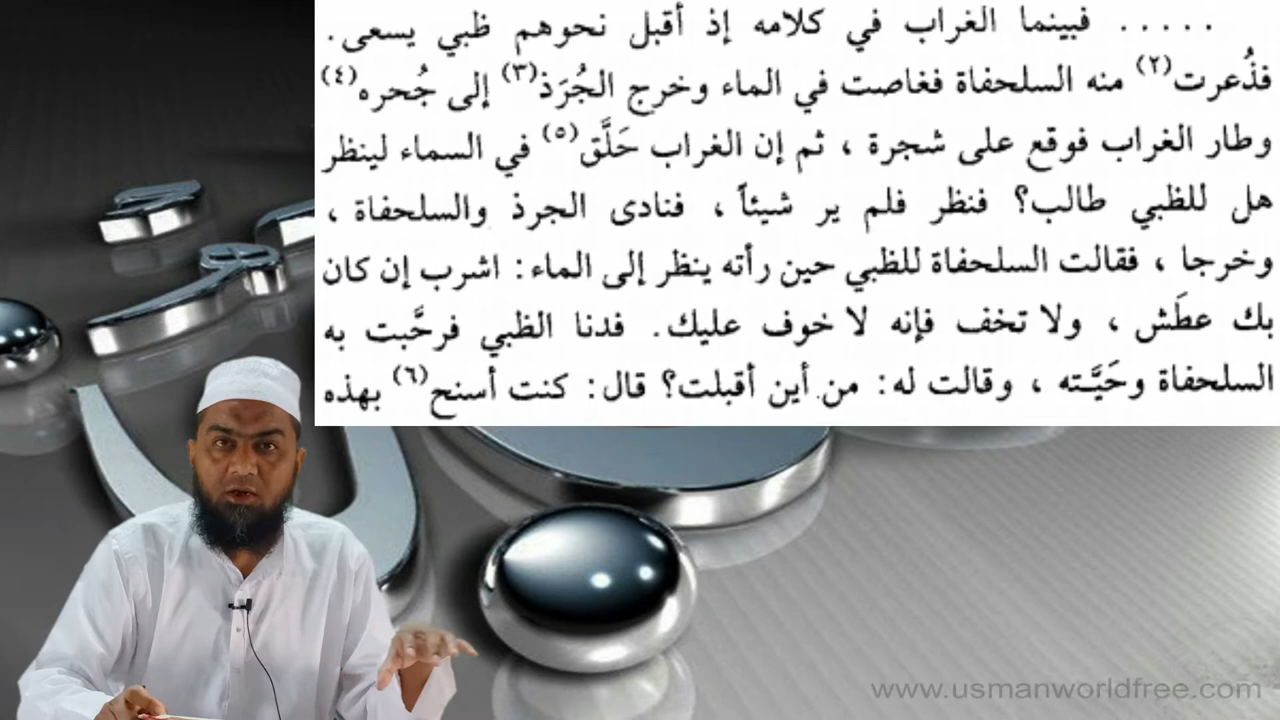 ..... فبينما الغراب في كلامه إذ أقبل نحوهم ظبي يسعى.
فذُعرت(٢) منه السلحفاة فغاصت في الماء وخرج الجُرَذ(٣) إلى جُحره(٤)
وطار الغراب فوقع على شجرة ، ثم إن الغراب حَلَّق(٥) في السماء لينظر
هل للظبي طالب؟ فنظر فلم ير شيئاً ، فنادى الجرذ والسلحفاة ،
وخرجا ، فقالت السلحفاة للظبي حين رأته ينظر إلى الماء: اشرب إن كان
بك عطَش ، ولا تخف فإنه لا خوف عليك. فدنا الظبي فرحَّبت به
السلحفاة وحَيَّته ، وقالت له: من أين أقبلت؟ قال: كنت أسنح(٦) بهذه
www.usmanworldfree.com